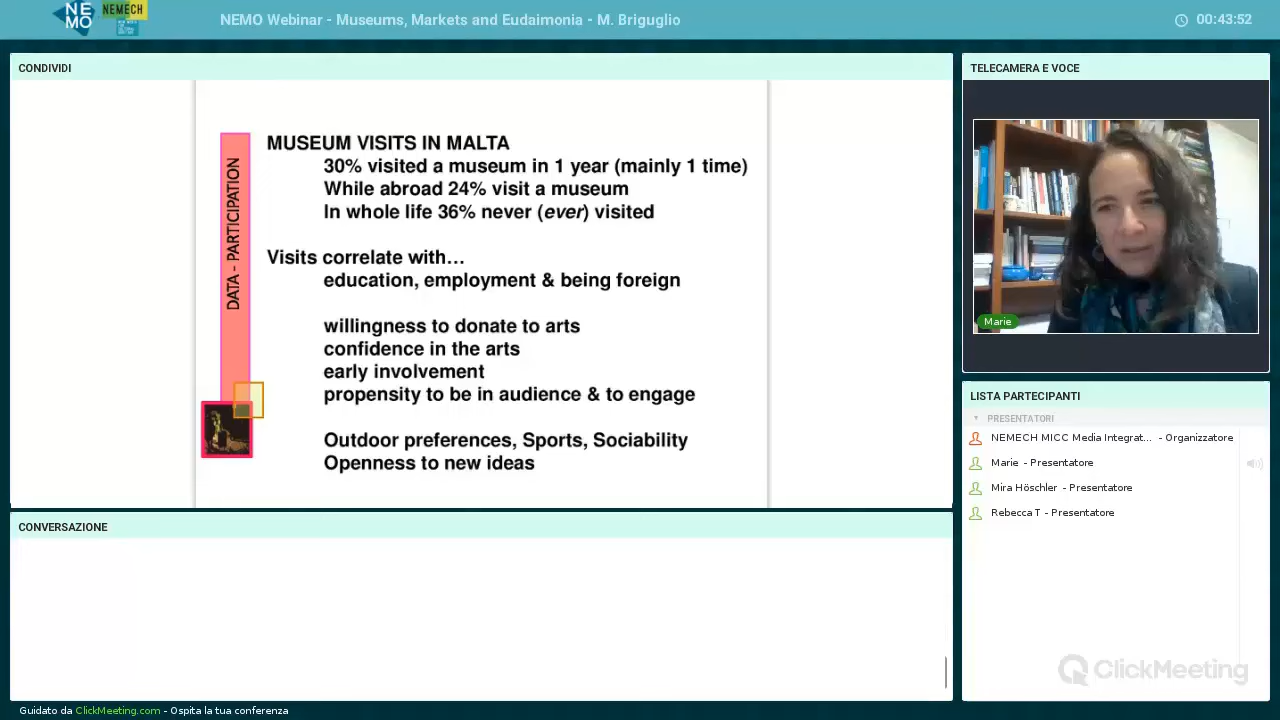 NE
MO
NEMECH
NEMO Webinar - Museums, Markets and Eudaimonia - M. Briguglio
00:43:52
CONDIVIDI
DATA - PARTICIPATION
MUSEUM VISITS IN MALTA
30% visited a museum in 1 year (mainly 1 time)
While abroad 24% visit a museum
In whole life 36% never (ever) visited
Visits correlate with…
education, employment & being foreign
willingness to donate to arts
confidence in the arts
early involvement
propensity to be in audience & to engage
Outdoor preferences, Sports, Sociability
Openness to new ideas
TELECAMERA E VOCE
Marie
LISTA PARTECIPANTI
PRESENTATORI
NEMECH MICC Media Integrat... - Organizzatore
Marie - Presentatore
Mira Höschler - Presentatore
Rebecca T - Presentatore
CONVERSAZIONE
ClickMeeting
Guidato da ClickMeeting.com - Ospita la tua conferenza